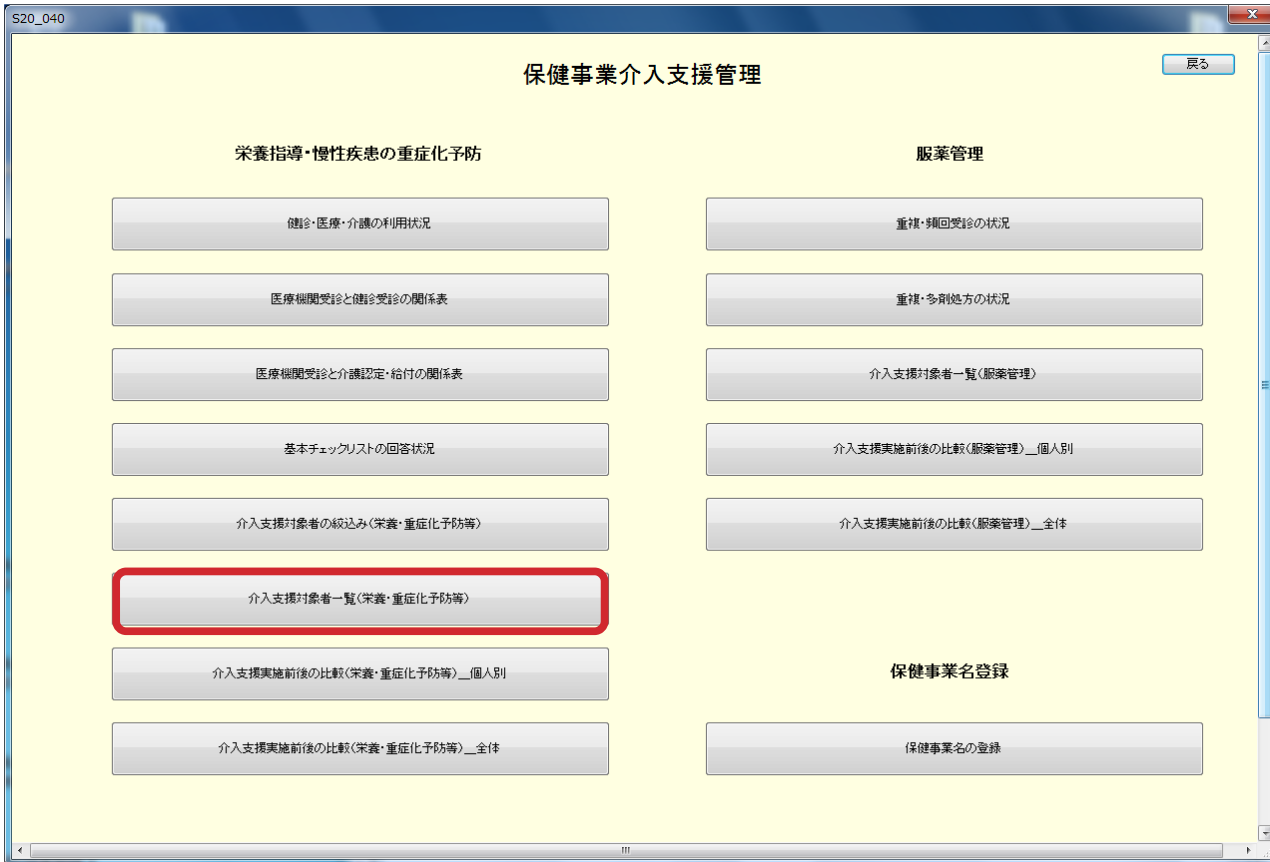 S20_040
保健事業介入支援管理
戻る
栄養指導・慢性疾患の重症化予防
健診・医療・介護の利用状況
医療機関受診と健診受診の関係表
医療機関受診と介護認定・給付の関係表
基本チェックリストの回答状況
介入支援対象者の絞込み(栄養・重症化予防等)
介入支援対象者一覧(栄養・重症化予防等)
介入支援実施前後の比較(栄養・重症化予防等)__個人別
介入支援実施前後の比較(栄養・重症化予防等)__全体
服薬管理
重複・頻回受診の状況
重複・多剤処方の状況
介入支援対象者一覧(服薬管理)
介入支援実施前後の比較(服薬管理)__個人別
介入支援実施前後の比較(服薬管理)__全体
保健事業名登録
保健事業名の登録